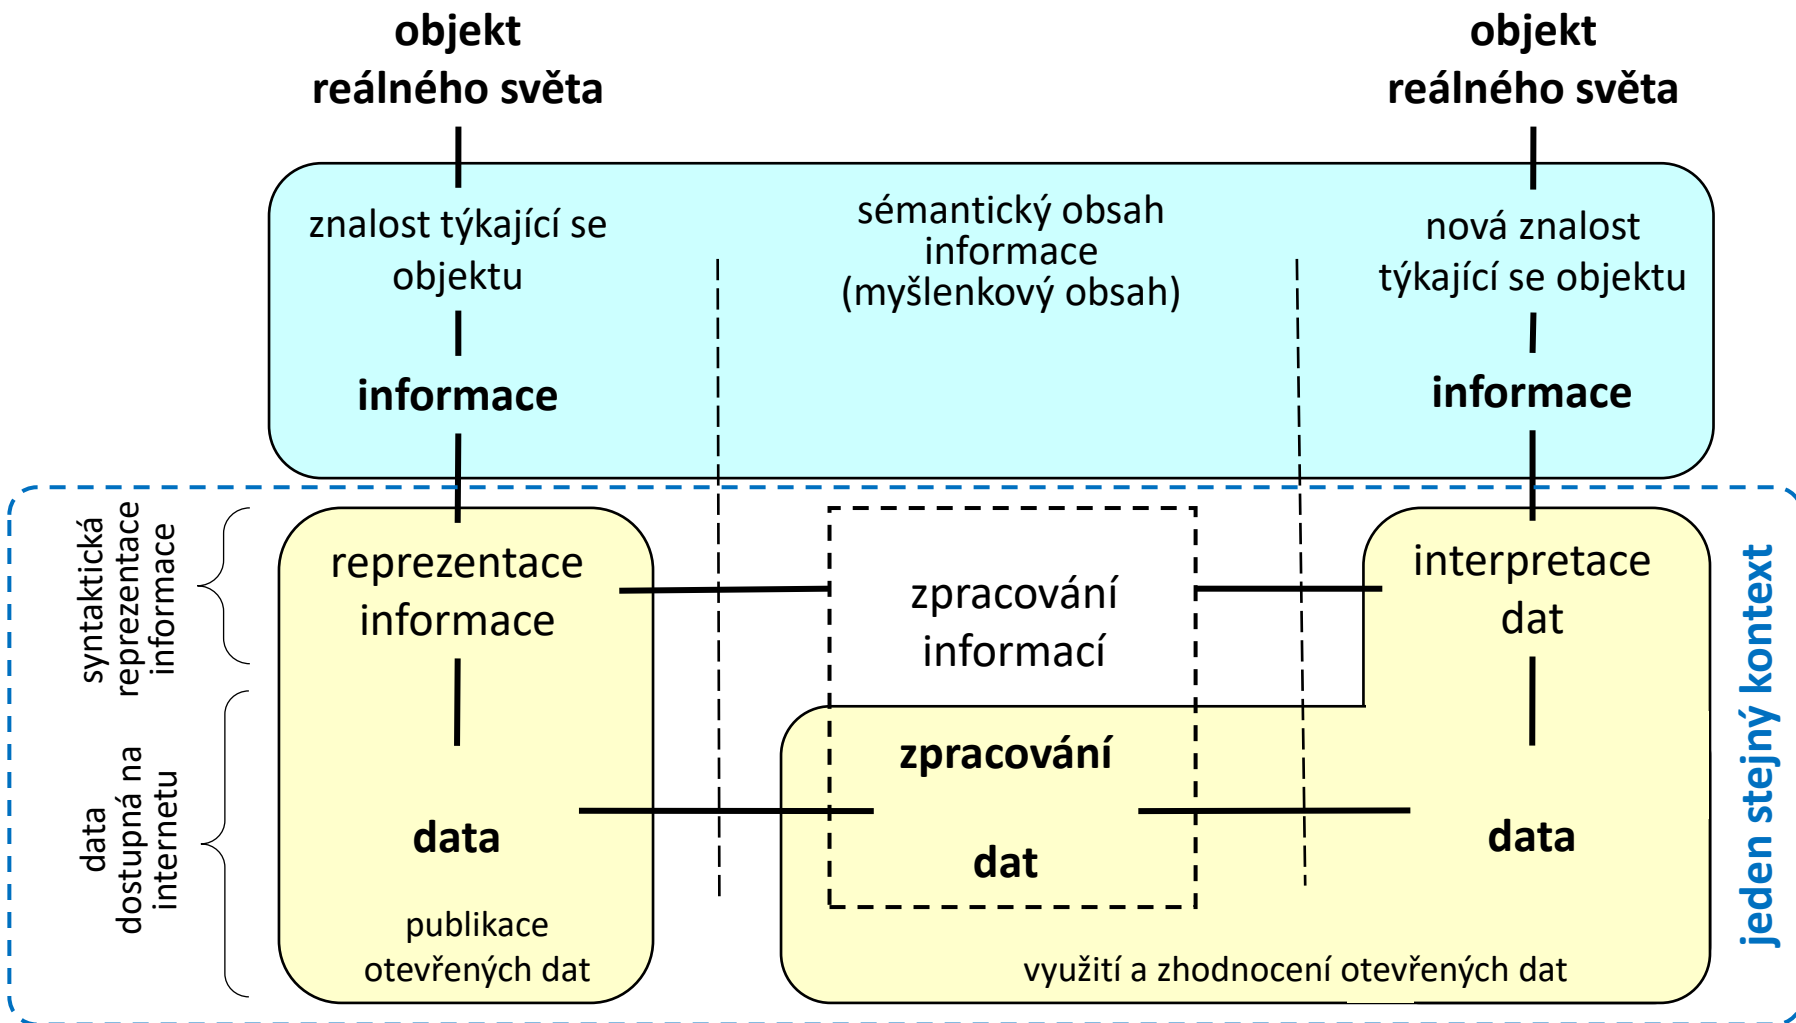 objekt
reálného světa
objekt
reálného světa
znalost týkající se
objektu
sémantický obsah
informace
(myšlenkový obsah)
nová znalost
týkající se objektu
informace
informace
syntaktická
reprezentace
informace
reprezentace
informace
zpracování
informací
interpretace
dat
data
dostupná na
internetu
data
zpracování
dat
data
publikace
otevřených dat
využití a zhodnocení otevřených dat
jeden stejný kontext